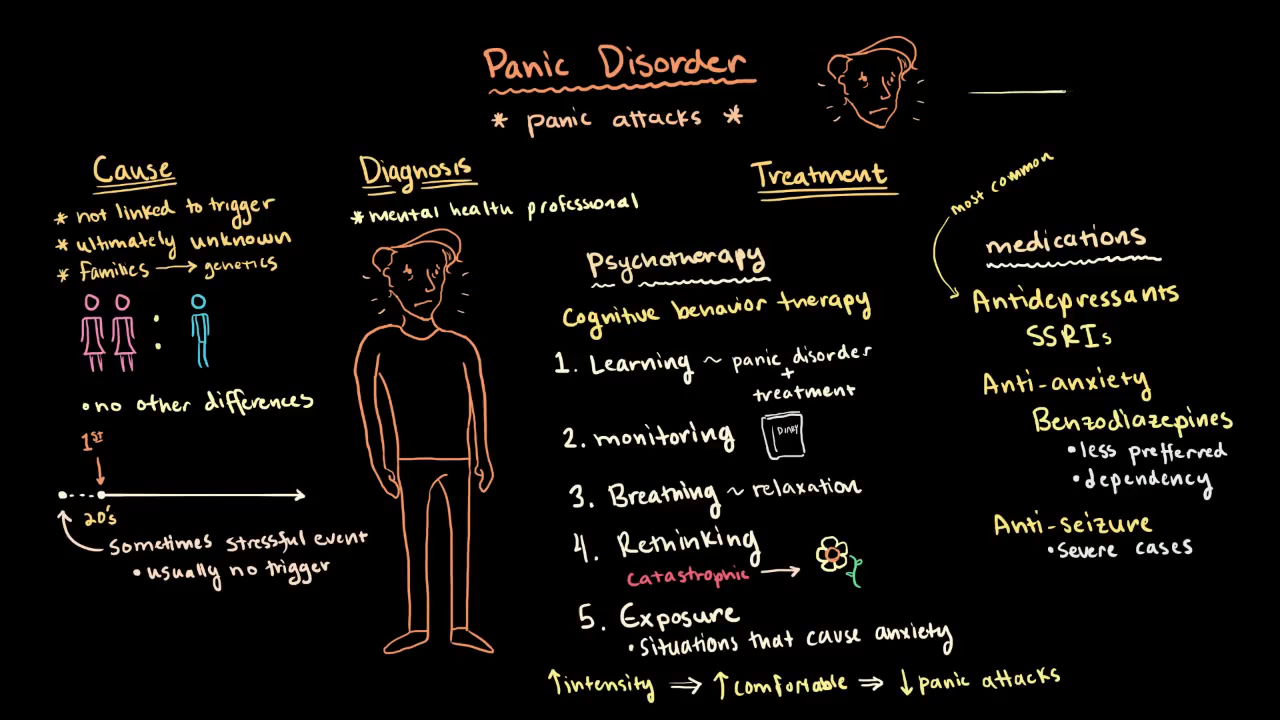 Panic Disorder
* panic attacks *
Cause
* not linked to trigger
* ultimately unknown
* Families → genetics
:
• no other differences
1ST
20's
Sometimes stressful event
• usually no trigger
Diagnosis
* mental health professional
Treatment
Psychotherapy
Cognitive behavior therapy
1. Learning ~ panic disorder
+
treatment
2. monitoring
Diary
3. Breathing ~ relaxation
4. Rethinking
catastrophic →
5. Exposure
• situations that cause anxiety
↑ intensity ⇒ ↑ comfortable ⇒ ↓ panic attacks
most common
medications
Antidepressants
SSRIs
Anti-anxiety
Benzodiazepines
• less prefferred
• dependency
Anti-seizure
• severe cases